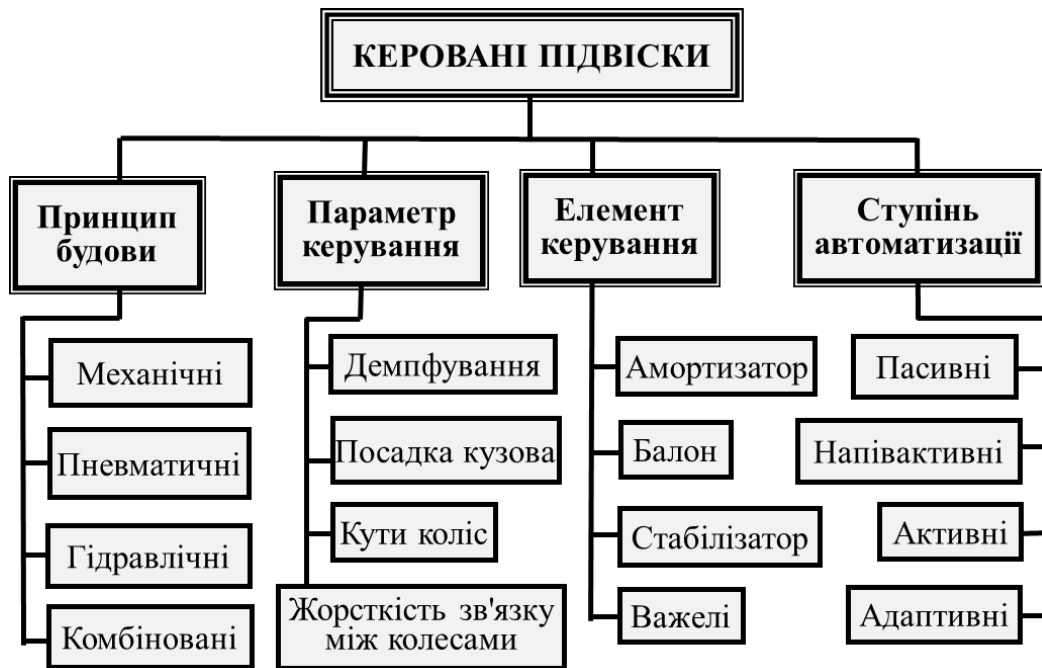 КЕРОВАНІ ПІДВІСКИ
Принцип
будови
Механічні
Пневматичні
Гідравлічні
Комбіновані
Параметр
керування
Демпфування
Посадка кузова
Кути коліс
Жорсткість зв'язку
між колесами
Елемент
керування
Амортизатор
Балон
Стабілізатор
Важелі
Ступінь
автоматизації
Пасивні
Напівактивні
Активні
Адаптивні